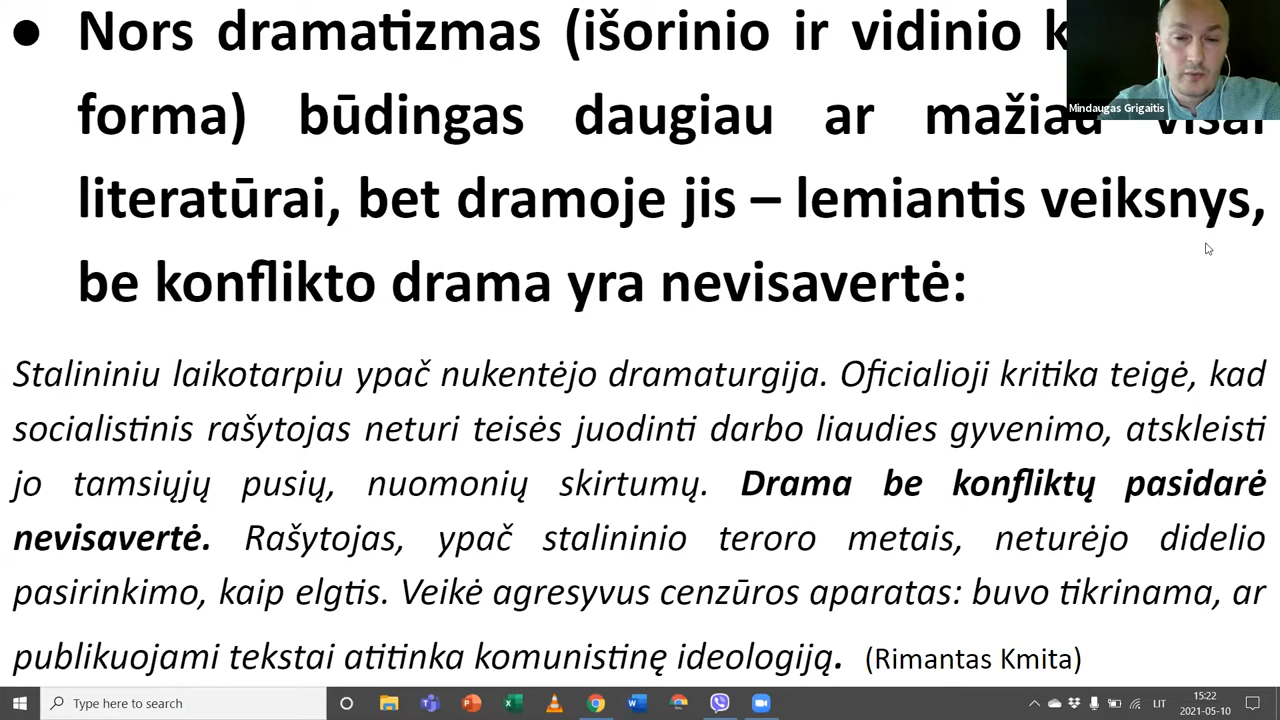 Nors dramatizmas (išorinio ir vidinio
forma) būdingas daugiau ar mažiau visai
literatūrai, bet dramoje jis – lemiantis veiksnys,
be konflikto drama yra nevisavertė:
Mindaugas Grigaitis
Stalininiu laikotarpiu ypač nukentėjo dramaturgija. Oficialioji kritika teigė, kad
socialistinis rašytojas neturi teisės juodinti darbo liaudies gyvenimo, atskleisti
jo tamsiųjų pusių, nuomonių skirtumų. Drama be konfliktų pasidarė
nevisavertė. Rašytojas, ypač stalininio teroro metais, neturėjo didelio
pasirinkimo, kaip elgtis. Veikė agresyvus cenzūros aparatas: buvo tikrinama, ar
publikuojami tekstai atitinka komunistinę ideologiją. (Rimantas Kmita)
Type here to search
LIT
15:22
2021-05-10